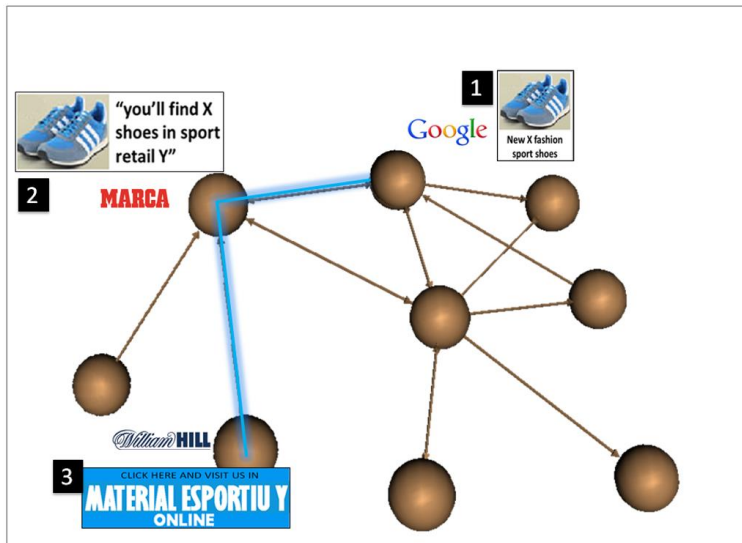 1
Google
New X fashion
sport shoes
"you'll find X
shoes in sport
retail Y"
2
MARCA
William HILL
3
CLICK HERE AND VISIT US IN
MATERIAL ESPORTIU Y
ONLINE